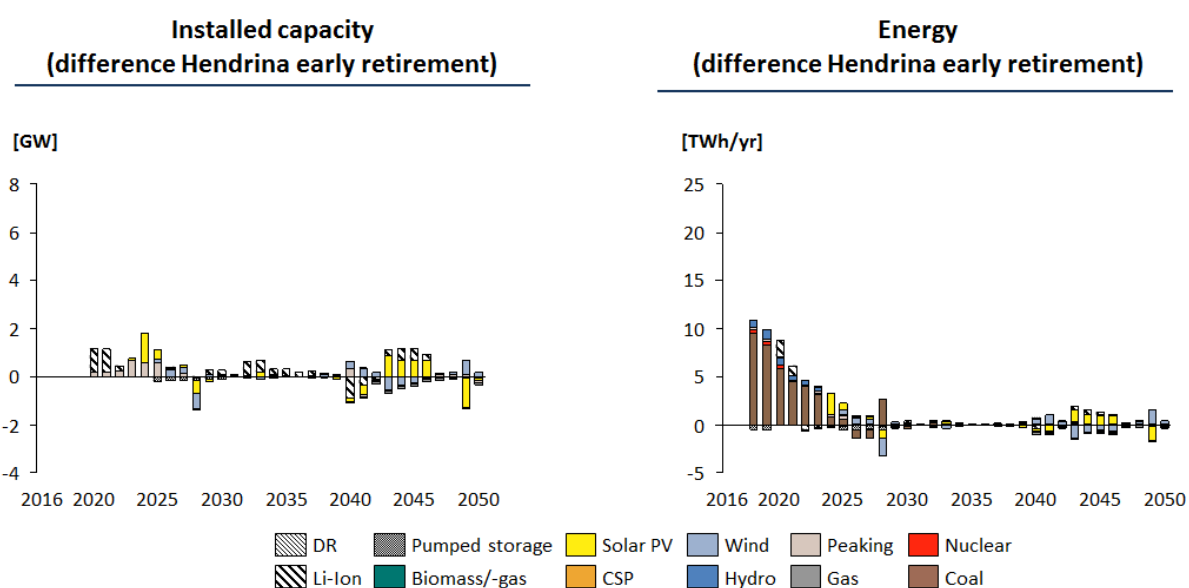 Installed capacity
(difference Hendrina early retirement)
[GW]
8
6
4
2
0
-2
-4
2016 2020 2025 2030 2035 2040 2045 2050
Energy
(difference Hendrina early retirement)
[TWh/yr]
25
20
15
10
5
0
-5
2016 2020 2025 2030 2035 2040 2045 2050
DR Pumped storage Solar PV Wind Peaking Nuclear
Li-Ion Biomass/-gas CSP Hydro Gas Coal